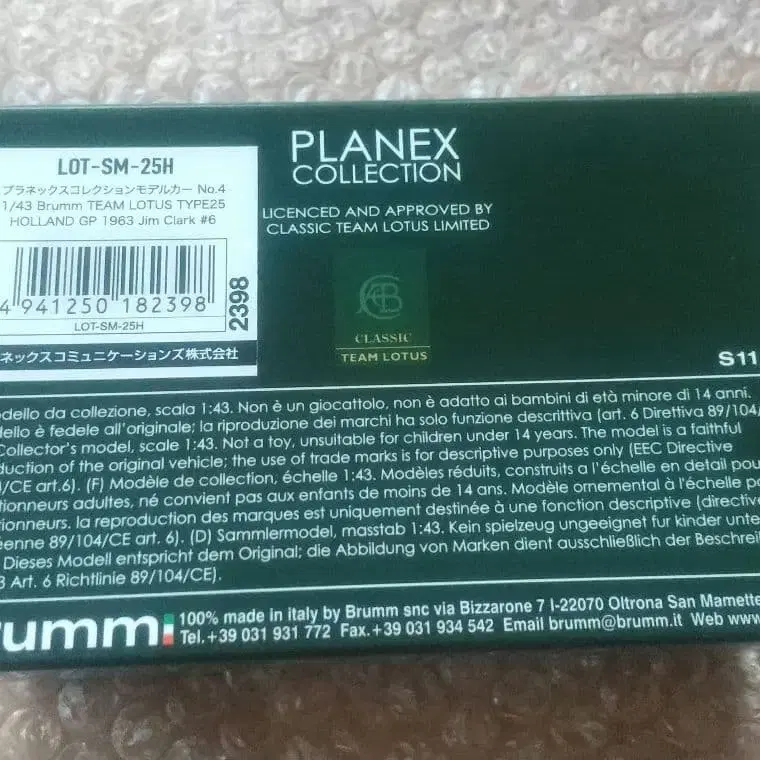 LOT-SM-25H
プラネックスコレクションモデルカー No.4
1/43 Brumm TEAM LOTUS TYPE25
HOLLAND GP 1963 Jim Clark #6
4 941250 182398
2398
LOT-SM-25H
ネックスコミュニケーションズ株式会社
PLANEX
COLLECTION
LICENCED AND APPROVED BY
CLASSIC TEAM LOTUS LIMITED
CLASSIC
TEAM LOTUS
S11
dello da collezione, scala 1:43. Non è un giocattolo, non è adatto ai bambini di età minore di 14 anni.
dello è fedele all'originale; la riproduzione dei marchi ha solo funzione descrittiva (art. 6 Direttiva 89/104/
Collector's model, scale 1:43. Not a toy, unsuitable for children under 14 years. The model is a faithful
duction of the original vehicle; the use of trade marks is for descriptive purposes only (EEC Directive
/CE art.6). (F) Modèle de collection, échelle 1:43. Modèles réduits, construits a l'échelle en detail pou
tionneurs adultes, né convient pas aux enfants de moins de 14 ans. Modèle ornemental à l'échelle po
tionneurs. la reproduction des marques est uniquement destinée à une fonction descriptive (directive
éenne 89/104/CE art. 6). (D) Sammlermodel, masstab 1:43. Kein spielzeug ungeeignet fur kinder unte
Dieses Modell entspricht dem Original; die Abbildung von Marken dient ausschließlich der Beschrei
3 Art. 6 Richtlinie 89/104/CE).
rumm
100% made in italy by Brumm snc via Bizzarone 7 I-22070 Oltrona San Mamette
Tel.+39 031 931 772 Fax.+39 031 934 542 Email brumm@brumm.it Web www.